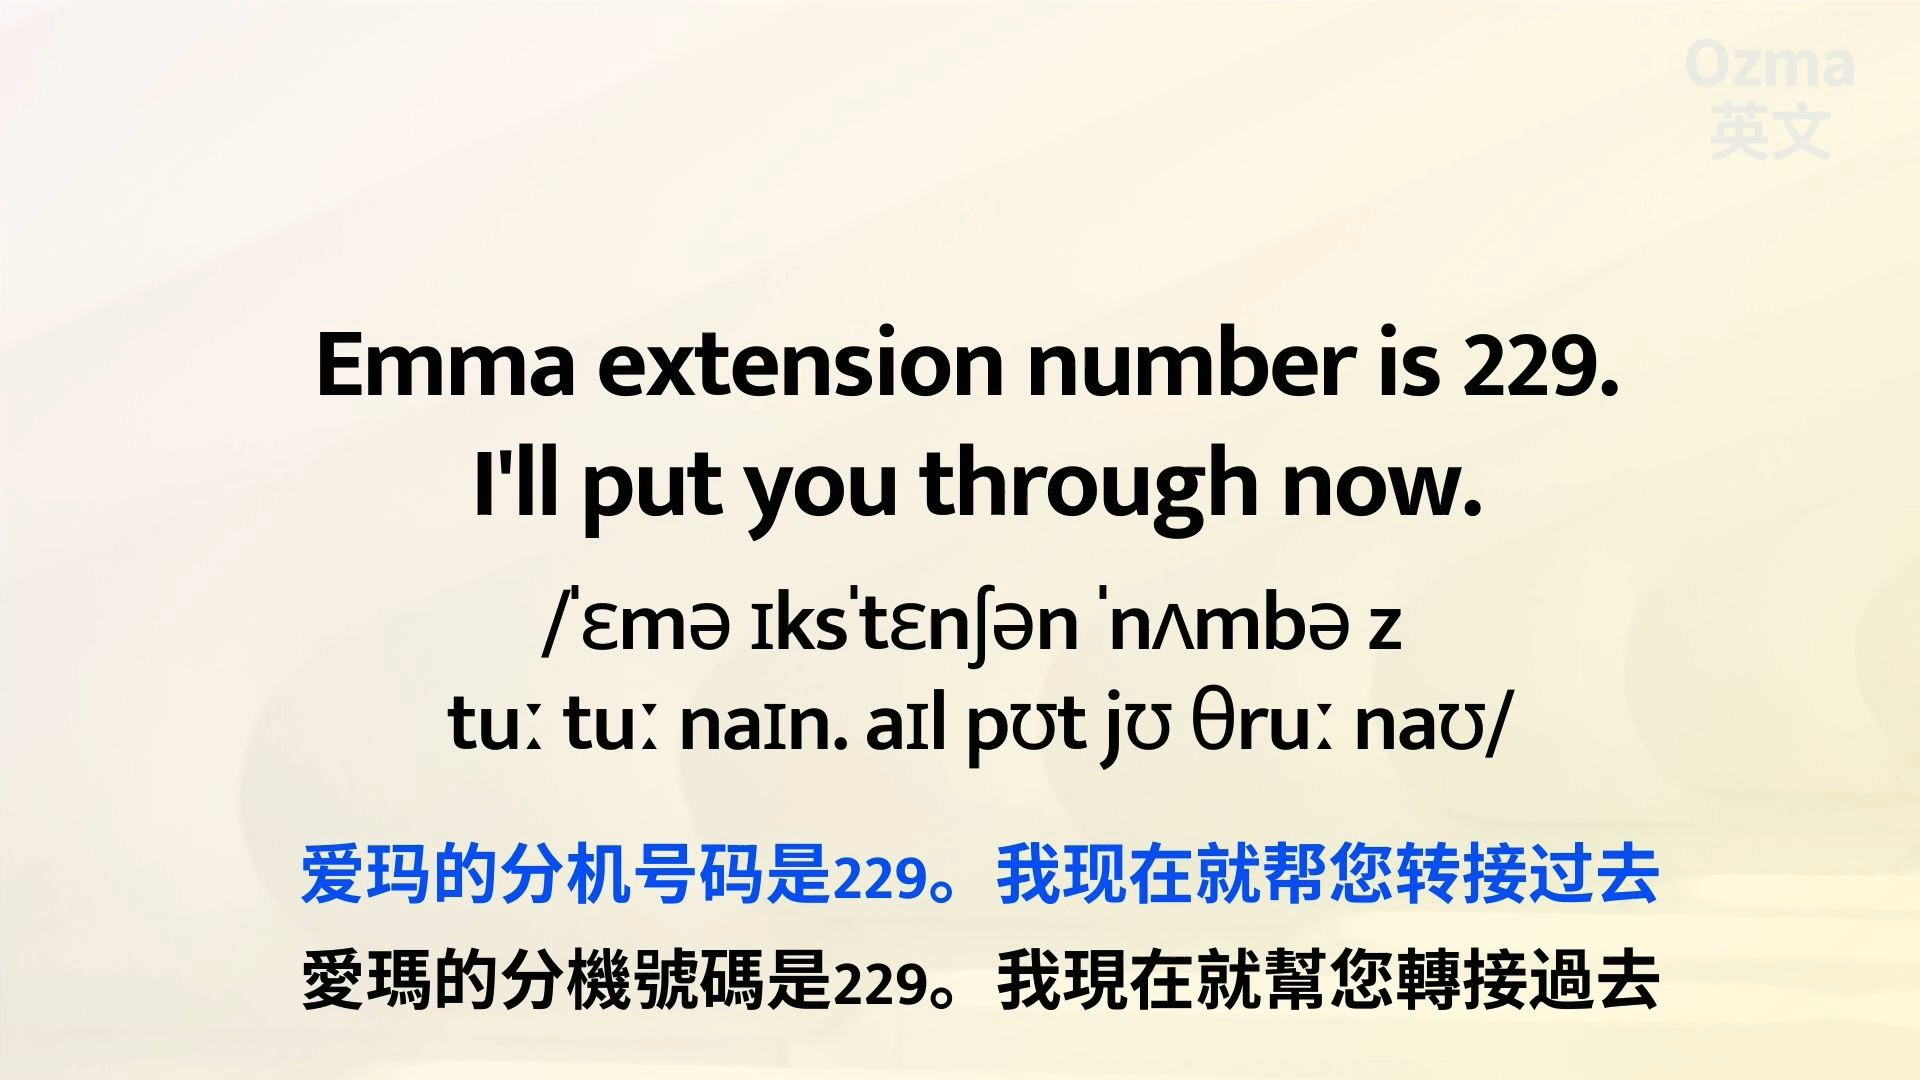 Ozma
英文
Emma extension number is 229.
I'll put you through now.
/ˈɛmə ɪksˈtɛnʃən ˈnʌmbə z
tuː tuː naɪn. aɪl pʊt jʊ θruː naʊ/
爱玛的分机号码是229。我现在就帮您转接过去
愛瑪的分機號碼是229。我現在就幫您轉接過去